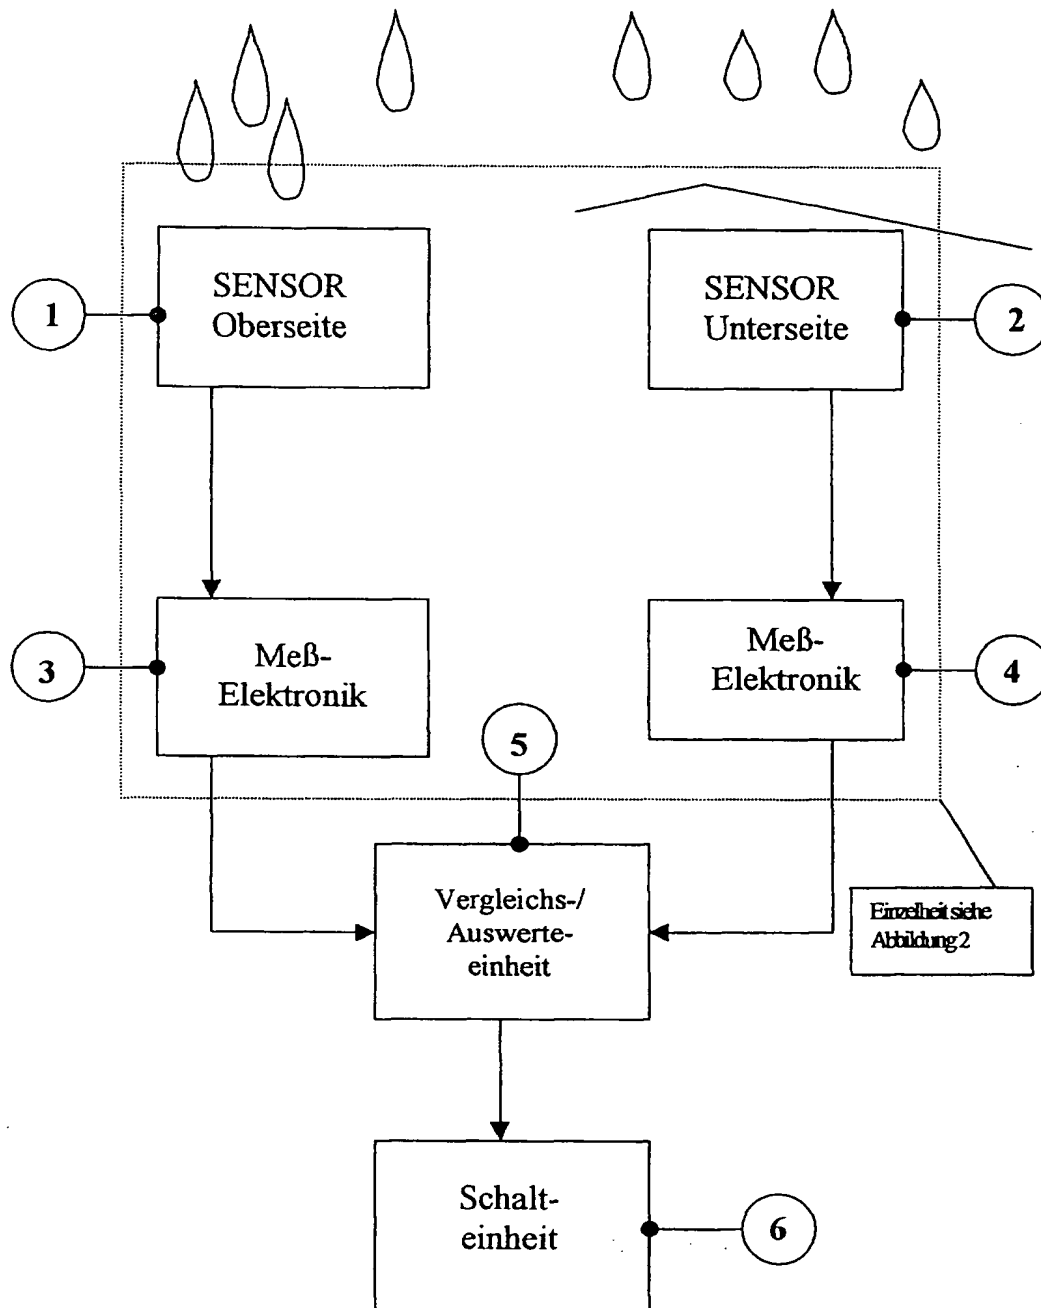 SENSOR
Oberseite
SENSOR
Unterseite
1
2
Meß-
Elektronik
Meß-
Elektronik
3
4
5
Vergleichs-/
Auswerte-
einheit
Einzelheit siehe
Abbildung 2
Schalt-
einheit
6